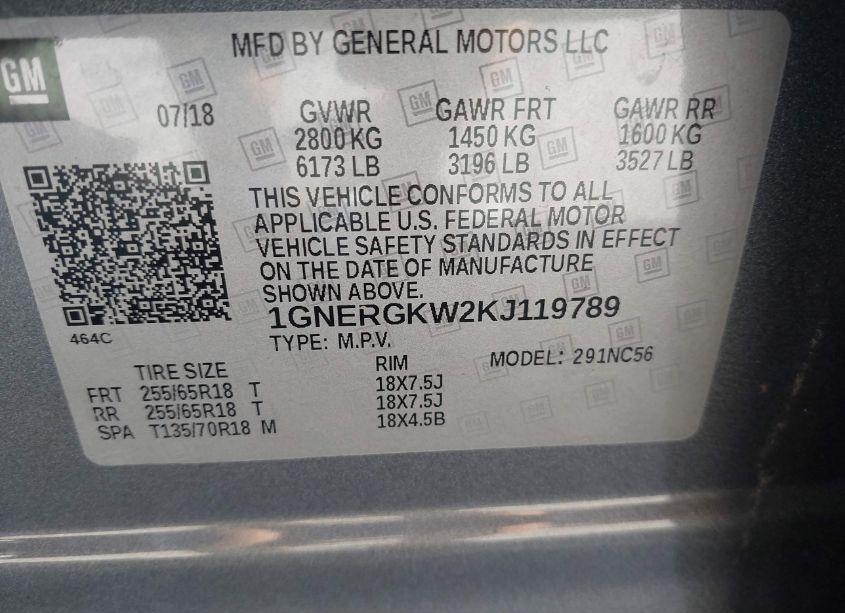 MFD BY GENERAL MOTORS LLC
GM
07/18 GVWR GAWR FRT GAWR RR
2800 KG 1450 KG 1600 KG
6173 LB 3196 LB 3527 LB
THIS VEHICLE CONFORMS TO ALL
APPLICABLE U.S. FEDERAL MOTOR
VEHICLE SAFETY STANDARDS IN EFFECT
ON THE DATE OF MANUFACTURE
SHOWN ABOVE.
1GNERGKW2KJ119789
464C
TYPE: M.P.V. MODEL: 291NC56
TIRE SIZE RIM
FRT 255/65R18 T 18X7.5J
RR 255/65R18 T 18X7.5J
SPA T135/70R18 M 18X4.5B